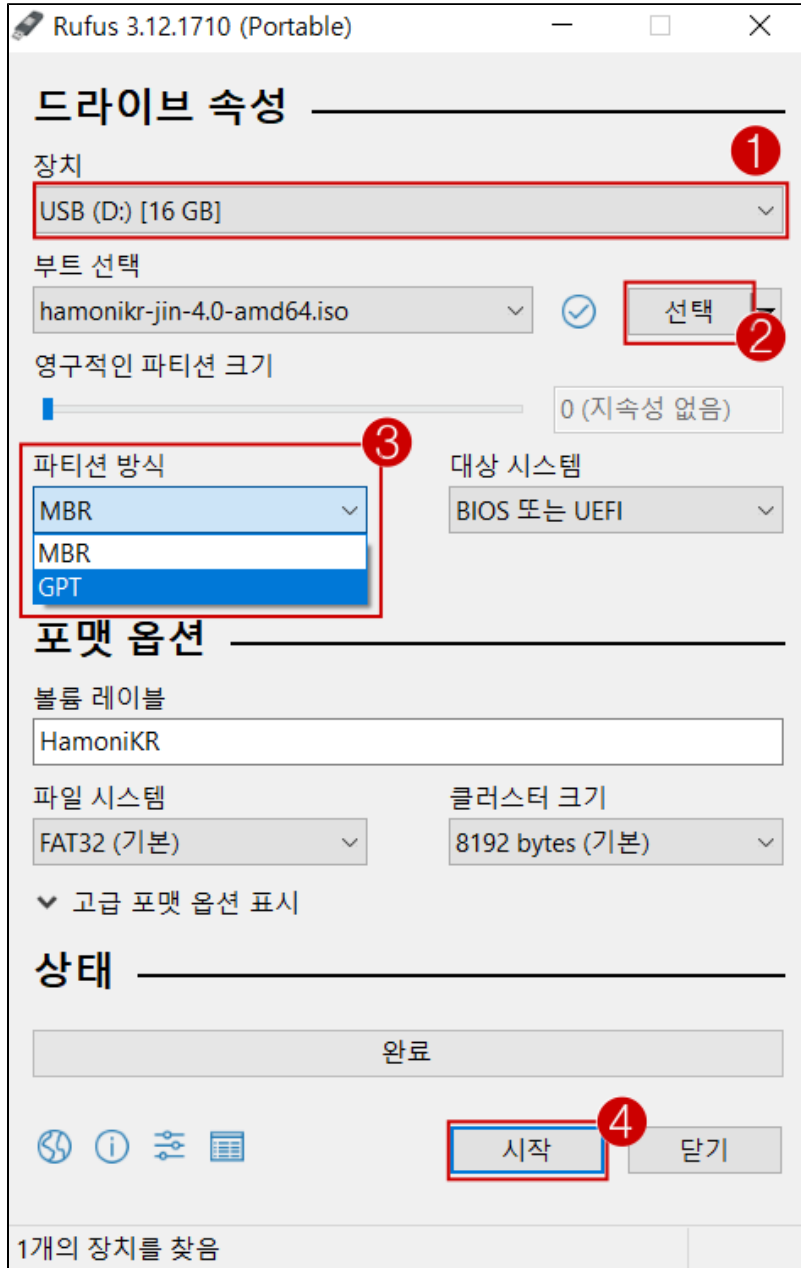 Rufus 3.12.1710 (Portable)
드라이브 속성
1
장치
USB (D:) [16 GB]
부트 선택
hamonikr-jin-4.0-amd64.iso
선택
2
영구적인 파티션 크기
0 (지속성 없음)
3
파티션 방식
대상 시스템
MBR
BIOS 또는 UEFI
MBR
GPT
포맷 옵션
볼륨 레이블
HamoniKR
파일 시스템
클러스터 크기
FAT32 (기본)
8192 bytes (기본)
고급 포맷 옵션 표시
상태
완료
4
시작
닫기
1개의 장치를 찾음